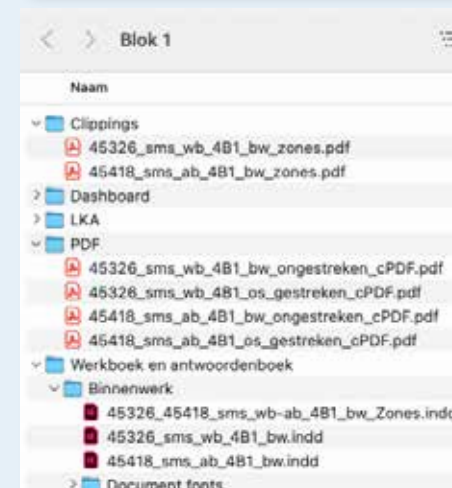 Blok 1
Naam
Clippings
45326_sms_wb_4B1_bw_zones.pdf
45418_sms_ab_4B1_bw_zones.pdf
Dashboard
LKA
PDF
45326_sms_wb_4B1_bw_ongestreken_cPDF.pdf
45326_sms_wb_4B1_os_gestreken_cPDF.pdf
45418_sms_ab_4B1_bw_ongestreken_cPDF.pdf
45418_sms_ab_4B1_os_gestreken_cPDF.pdf
Werkboek en antwoordenboek
Binnenwerk
45326_45418_sms_wb-ab_4B1_bw_Zones.indd
45326_sms_wb_4B1_bw.indd
45418_sms_ab_4B1_bw.indd
Document fonts